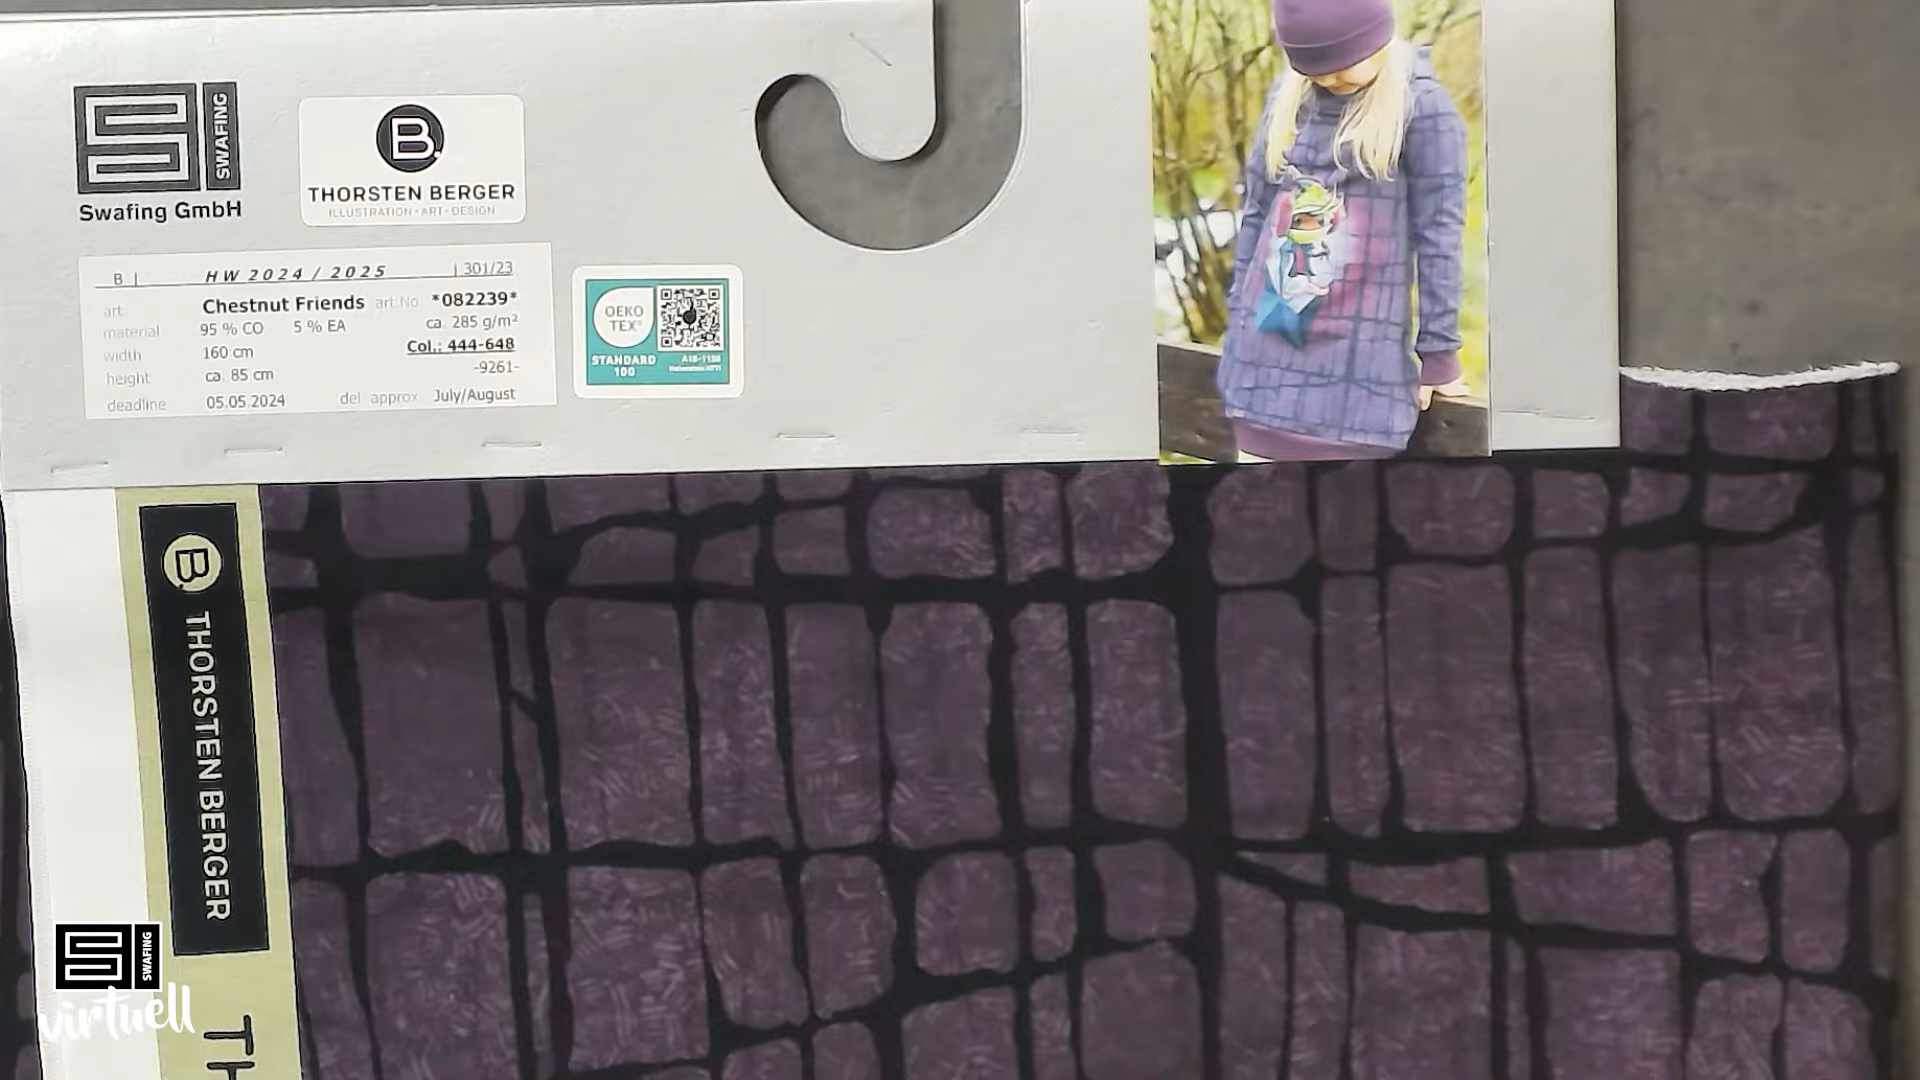 SWAFING
Swafing GmbH
B.
THORSTEN BERGER
ILLUSTRATION • ART • DESIGN
B | HW 2024 / 2025 | 301/23
art. Chestnut Friends art.No *082239*
material 95 % CO 5 % EA ca. 285 g/m²
width 160 cm Col.: 444-648
height ca. 85 cm -9261-
deadline 05.05.2024 del. approx. July/August
OEKO
TEX®
STANDARD
100
B.
THORSTEN BERGER
TH
SWAFING
virtuell